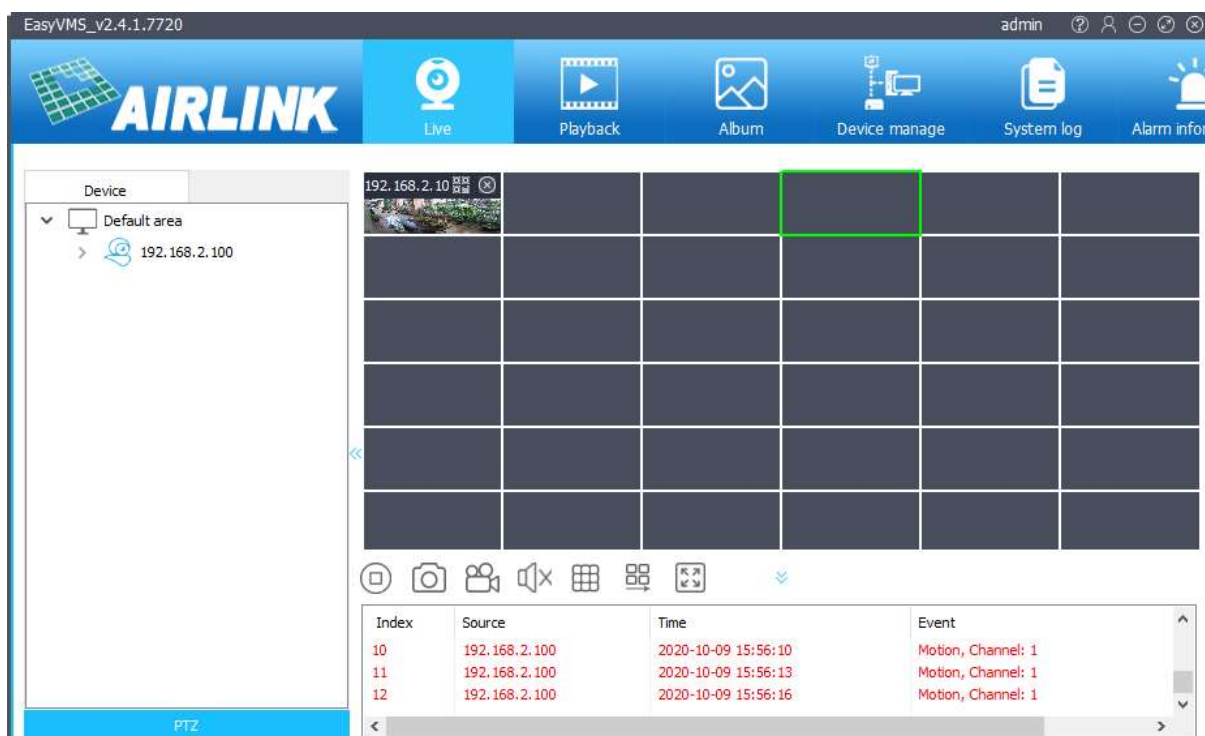 EasyVMS_v2.4.1.7720 admin
AIRLINK
Live Playback Album Device manage System log Alarm infor
Device
Default area
192.168.2.100
192.168.2.10
Index Source Time Event
10 192.168.2.100 2020-10-09 15:56:10 Motion, Channel: 1
11 192.168.2.100 2020-10-09 15:56:13 Motion, Channel: 1
12 192.168.2.100 2020-10-09 15:56:16 Motion, Channel: 1
PTZ